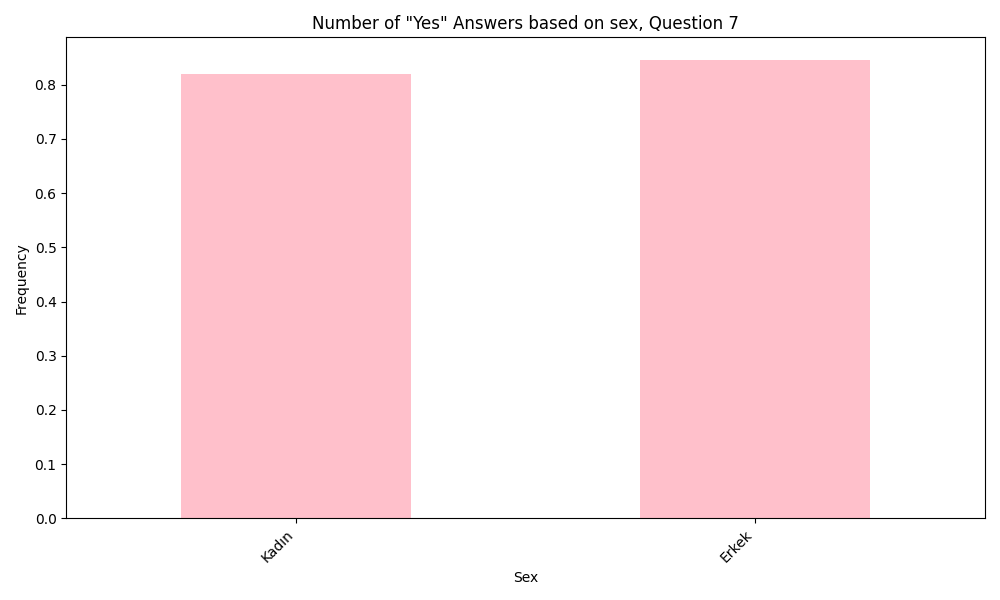 Number of "Yes" Answers based on sex, Question 7
Frequency
0.8
0.7
0.6
0.5
0.4
0.3
0.2
0.1
0.0
Kadın
Erkek
Sex